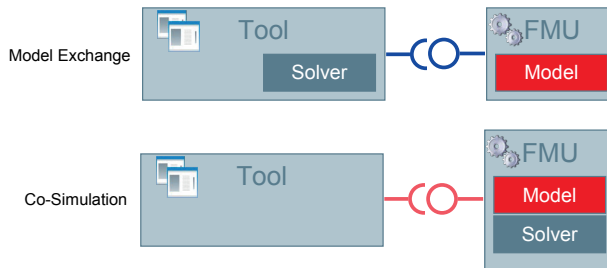 Model Exchange
Tool
Solver
FMU
Model
Co-Simulation
Tool
FMU
Model
Solver